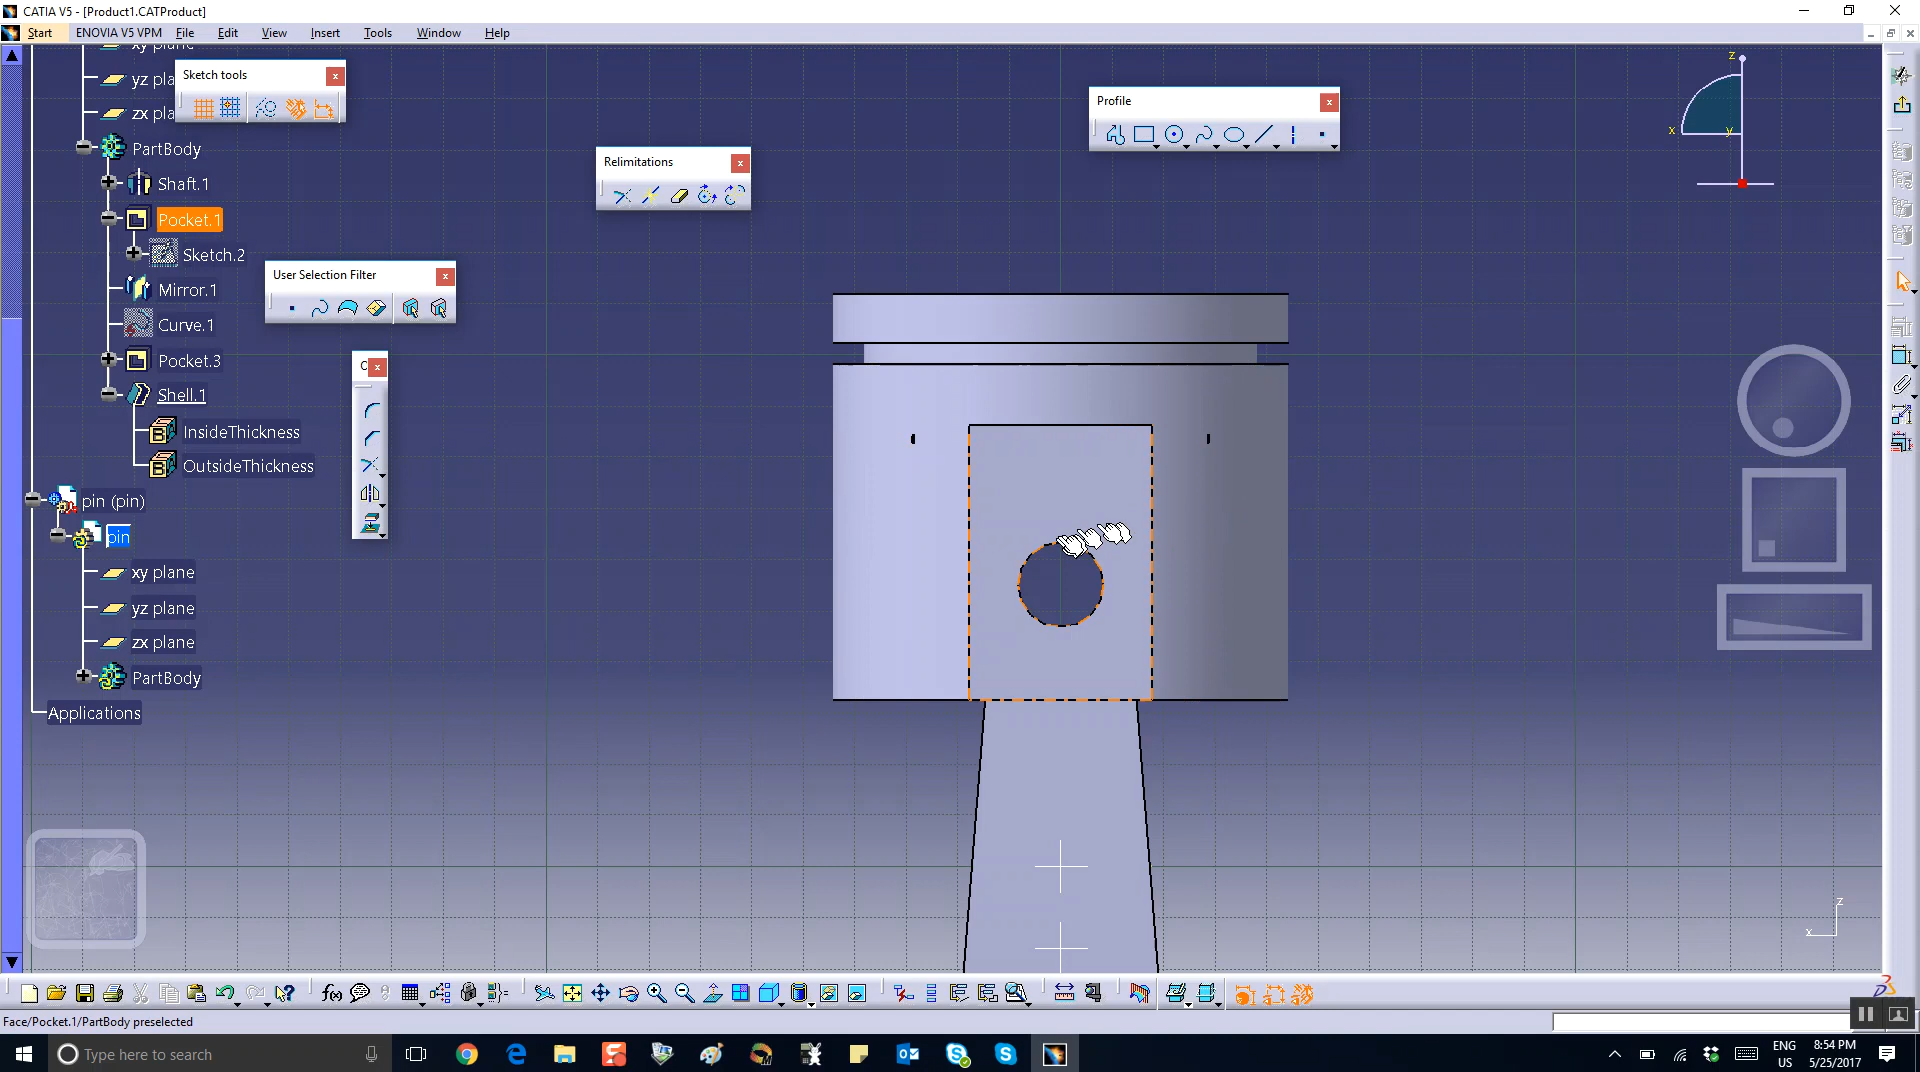 CATIA V5 - [Product1.CATProduct]
Start ENOVIA V5 VPM File Edit View Insert Tools Window Help
xy plane
Sketch tools
yz pla
zx pla
Profile
PartBody
Relimitations
Shaft.1
Pocket.1
Sketch.2
User Selection Filter
Mirror.1
Curve.1
Pocket.3
Shell.1
InsideThickness
OutsideThickness
pin (pin)
pin
xy plane
yz plane
zx plane
PartBody
Applications
z
x
y
z
x
f(x)
Face/Pocket.1/PartBody preselected
Type here to search
ENG
US
8:54 PM
5/25/2017